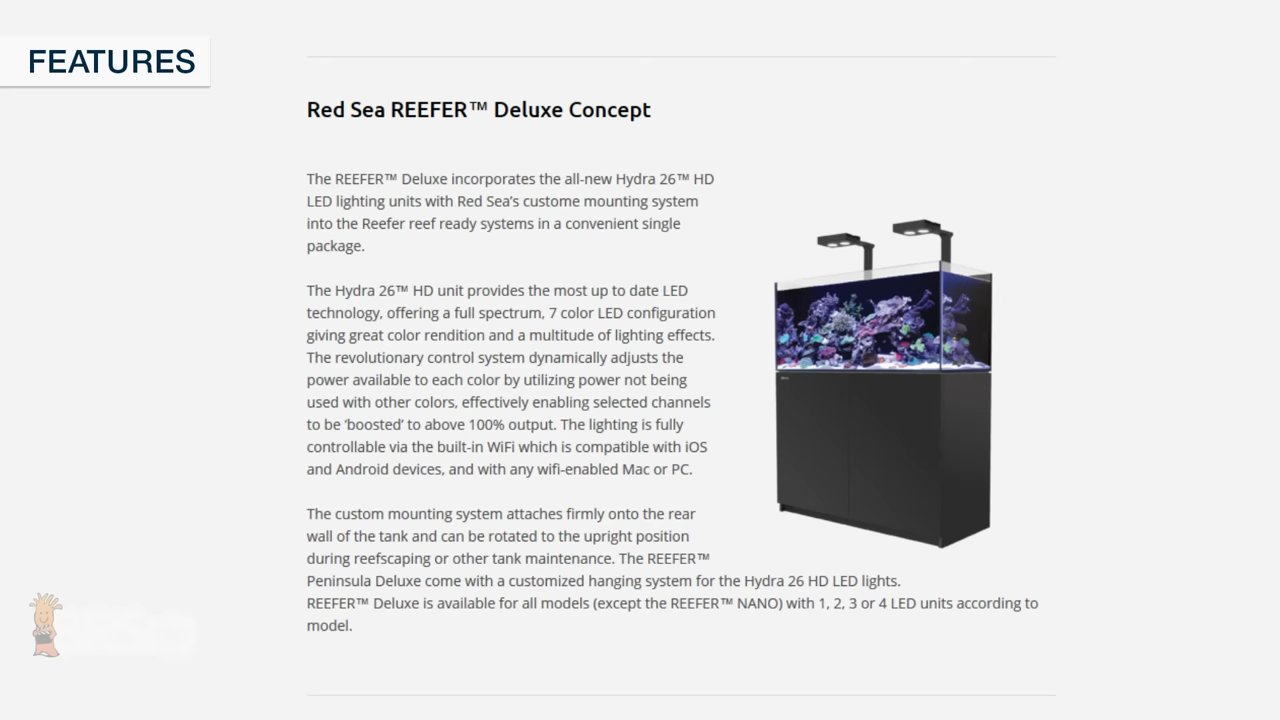 FEATURES
Red Sea REEFER™ Deluxe Concept
The REEFER™ Deluxe incorporates the all-new Hydra 26™ HD
LED lighting units with Red Sea's custome mounting system
into the Reefer reef ready systems in a convenient single
package.
The Hydra 26™ HD unit provides the most up to date LED
technology, offering a full spectrum, 7 color LED configuration
giving great color rendition and a multitude of lighting effects.
The revolutionary control system dynamically adjusts the
power available to each color by utilizing power not being
used with other colors, effectively enabling selected channels
to be 'boosted' to above 100% output. The lighting is fully
controllable via the built-in WiFi which is compatible with iOS
and Android devices, and with any wifi-enabled Mac or PC.
The custom mounting system attaches firmly onto the rear
wall of the tank and can be rotated to the upright position
during reefscaping or other tank maintenance. The REEFER™
Peninsula Deluxe come with a customized hanging system for the Hydra 26 HD LED lights.
REEFER™ Deluxe is available for all models (except the REEFER™ NANO) with 1, 2, 3 or 4 LED units according to
model.